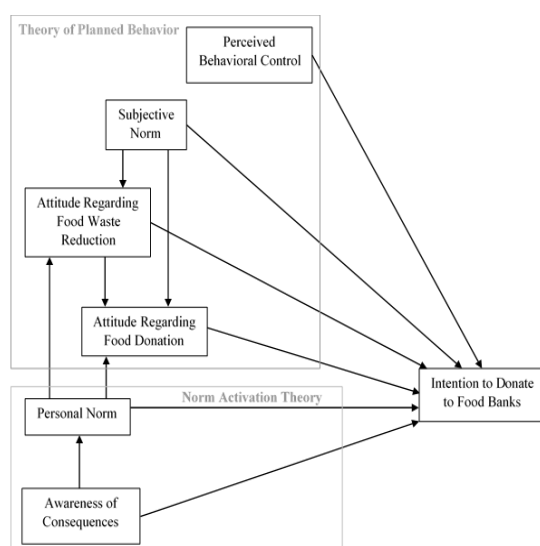 Theory of Planned Behavior
Perceived
Behavioral Control
Subjective
Norm
Attitude Regarding
Food Waste
Reduction
Attitude Regarding
Food Donation
Intention to Donate
to Food Banks
Norm Activation Theory
Personal Norm
Awareness of
Consequences